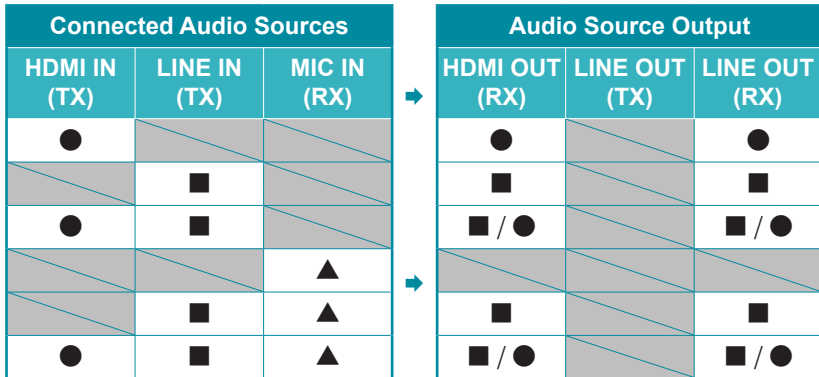 Connected Audio Sources
HDMI IN (TX) LINE IN (TX) MIC IN (RX)
● 
■
● ■
▲
■ ▲
● ■ ▲
Audio Source Output
HDMI OUT (RX) LINE OUT (TX) LINE OUT (RX)
● ●
■ ■
■ / ● ■ / ●
■ ■
■ / ● ■ / ●